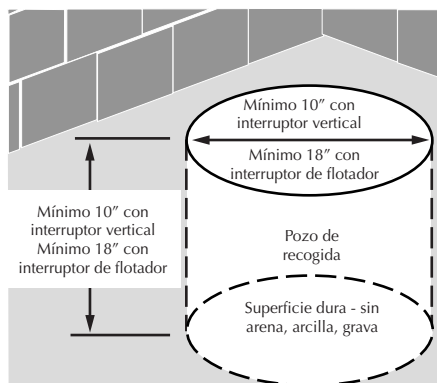 Mínimo 10” con
interruptor vertical
Mínimo 18” con
interruptor de flotador
Mínimo 10” con
interruptor vertical
Mínimo 18” con
interruptor de flotador
Pozo de
recogida
Superficie dura - sin
arena, arcilla, grava